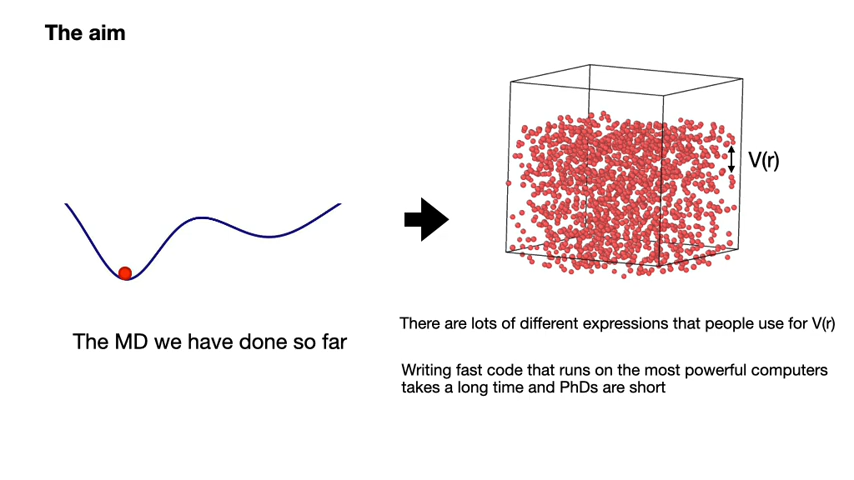 The aim
V(r)
The MD we have done so far
There are lots of different expressions that people use for V(r)
Writing fast code that runs on the most powerful computers
takes a long time and PhDs are short